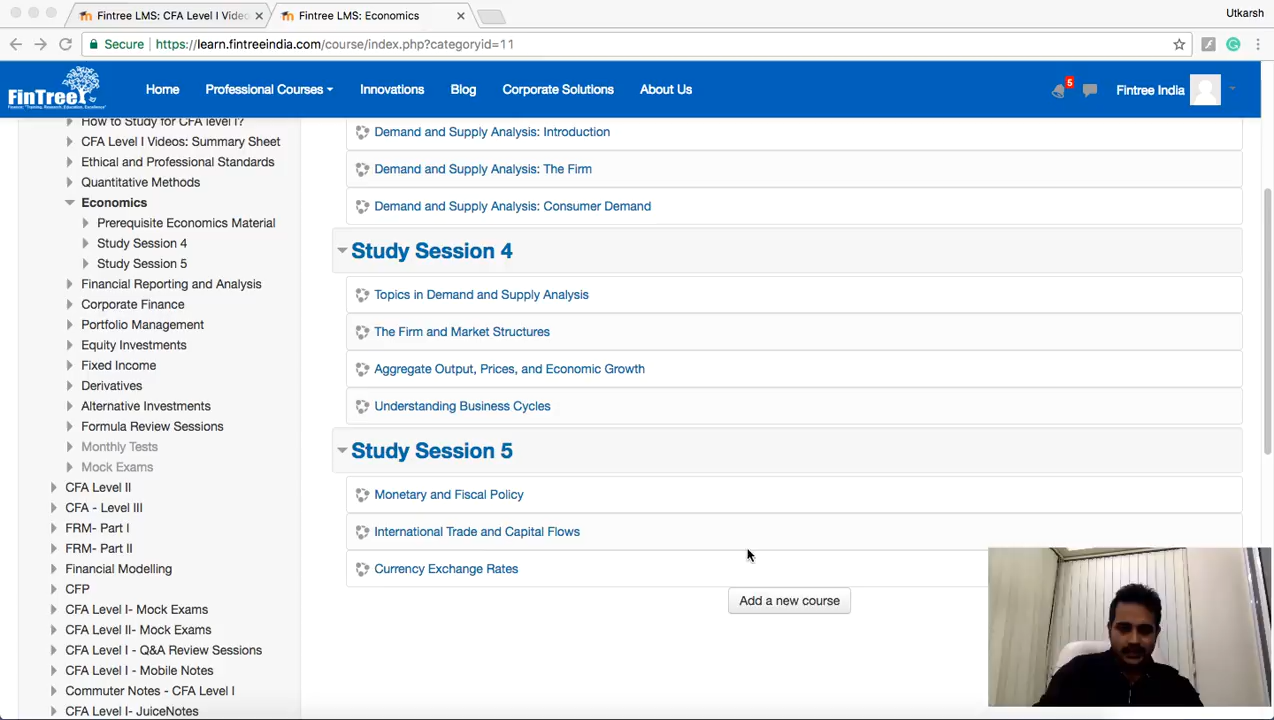 Fintree LMS: CFA Level I Video
Fintree LMS: Economics
Utkarsh
Secure
https://learn.fintreeindia.com/course/index.php?categoryid=11
FinTree
Home
Professional Courses
Innovations
Blog
Corporate Solutions
About Us
5
Fintree India
How to Study for CFA level I?
CFA Level I Videos: Summary Sheet
Ethical and Professional Standards
Quantitative Methods
Economics
Prerequisite Economics Material
Study Session 4
Study Session 5
Financial Reporting and Analysis
Corporate Finance
Portfolio Management
Equity Investments
Fixed Income
Derivatives
Alternative Investments
Formula Review Sessions
Monthly Tests
Mock Exams
CFA Level II
CFA - Level III
FRM- Part I
FRM- Part II
Financial Modelling
CFP
CFA Level I- Mock Exams
CFA Level II- Mock Exams
CFA Level I - Q&A Review Sessions
CFA Level I - Mobile Notes
Commuter Notes - CFA Level I
CFA Level I- JuiceNotes
Demand and Supply Analysis: Introduction
Demand and Supply Analysis: The Firm
Demand and Supply Analysis: Consumer Demand
Study Session 4
Topics in Demand and Supply Analysis
The Firm and Market Structures
Aggregate Output, Prices, and Economic Growth
Understanding Business Cycles
Study Session 5
Monetary and Fiscal Policy
International Trade and Capital Flows
Currency Exchange Rates
Add a new course